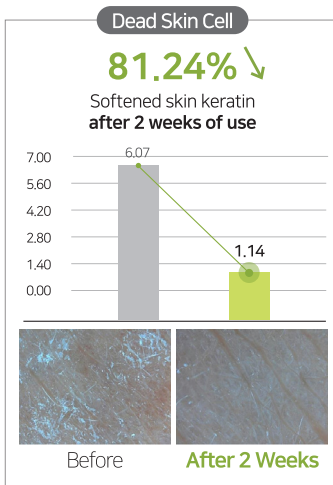 Dead Skin Cell
81.24%
Softened skin keratin
after 2 weeks of use
7.00
5.60
4.20
2.80
1.40
0.00
6.07
1.14
Before
After 2 Weeks